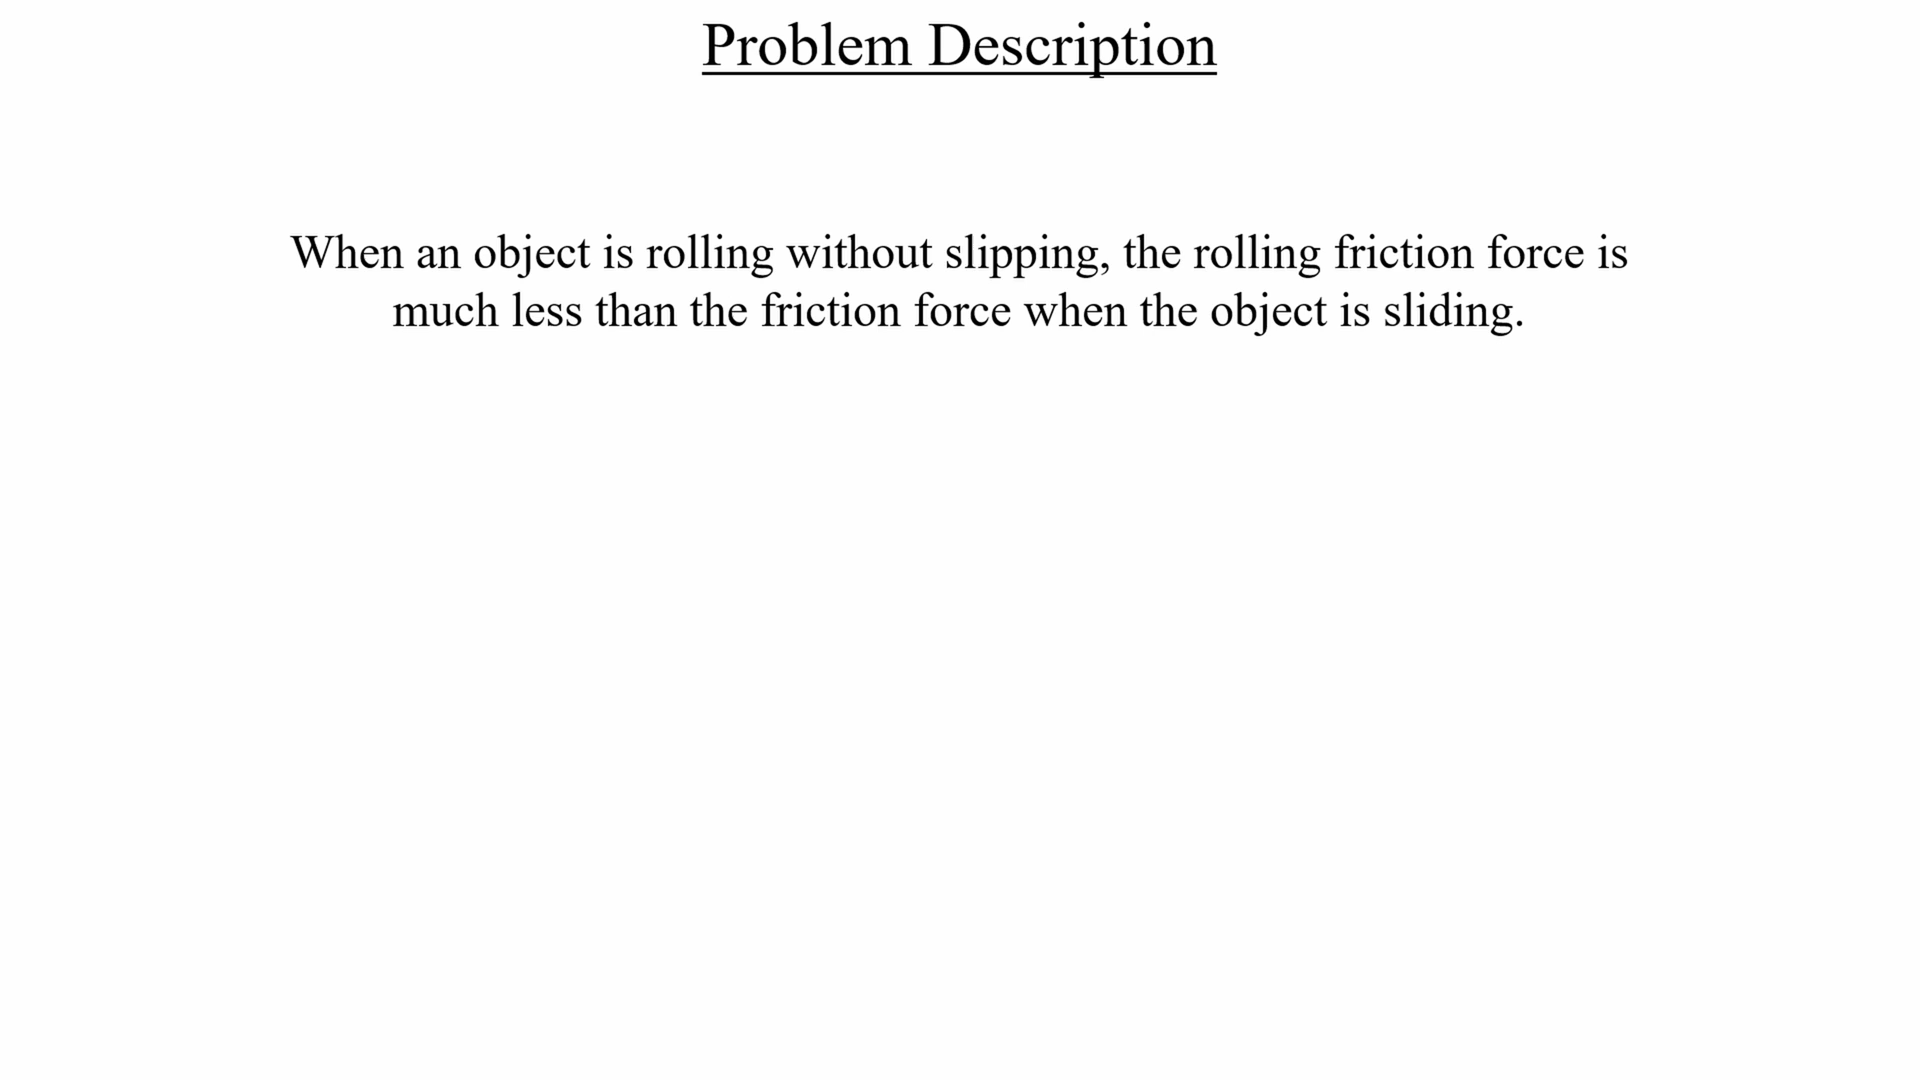 Problem Description
When an object is rolling without slipping, the rolling friction force is
much less than the friction force when the object is sliding.